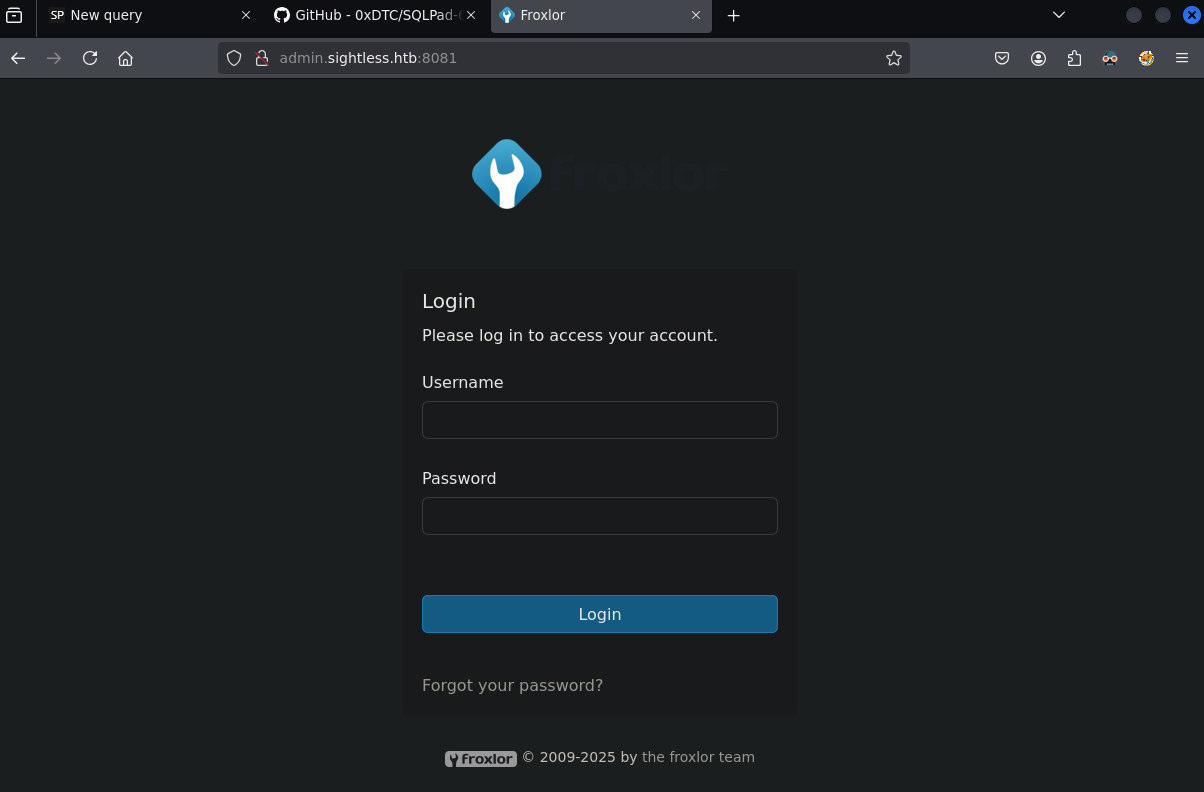 SP New query
GitHub - 0xDTC/SQLPad-
Froxlor
admin.sightless.htb:8081
Froxlor
Login
Please log in to access your account.
Username
Password
Login
Forgot your password?
Froxlor © 2009-2025 by the froxlor team